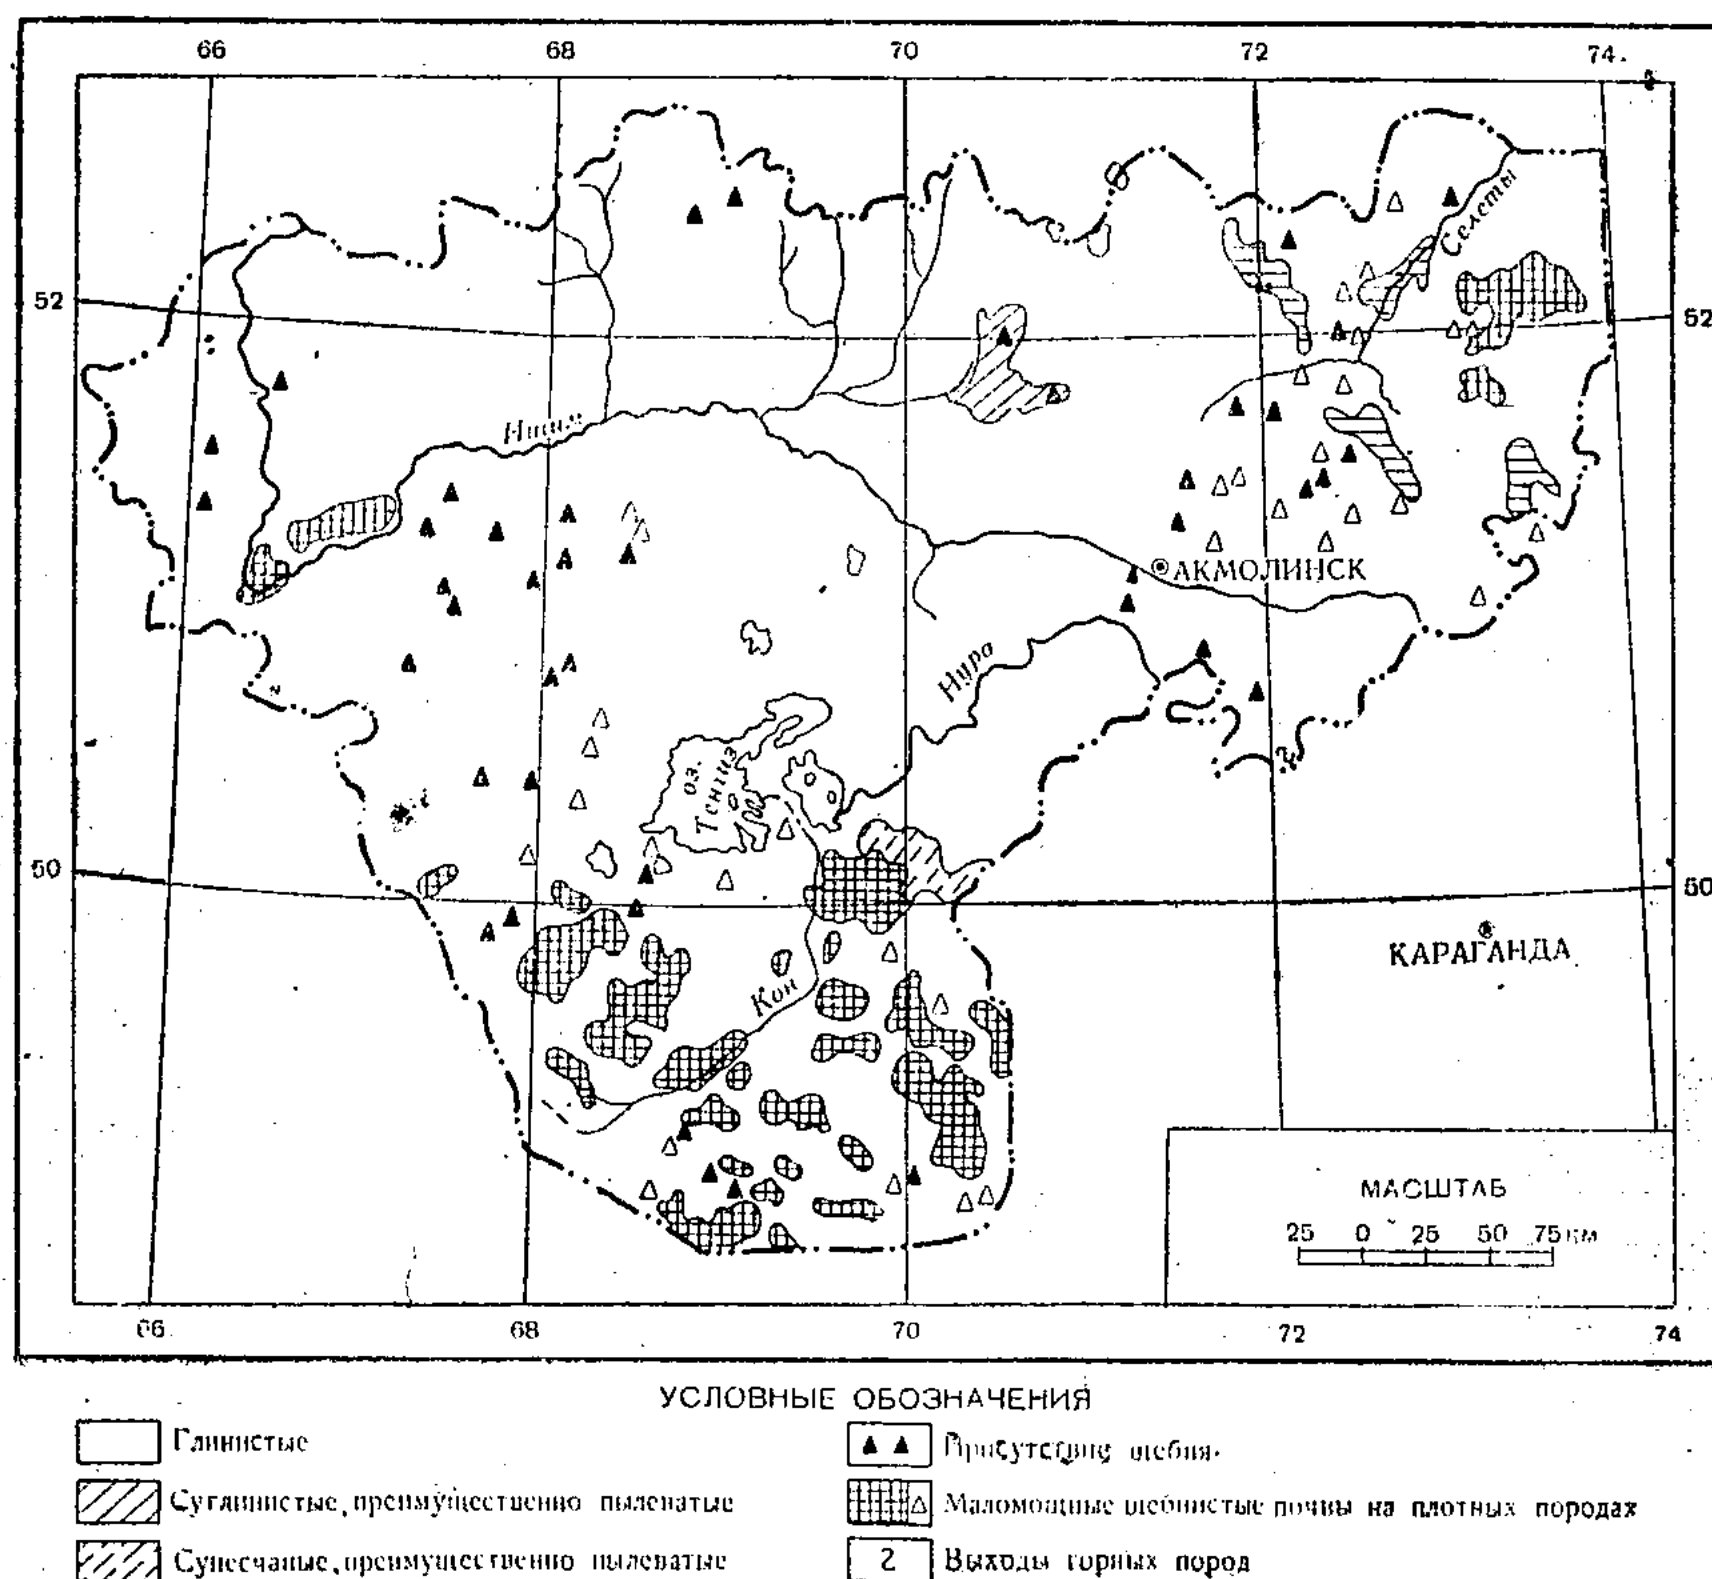 66 68 70 72 74
Селеты
52 52
Ишим
АКМОЛИНСК
Нура
оз.
Тенгиз
50 50
КАРАГАНДА
Кон
МАСШТАБ
25 0 25 50 75 км
66 68 70 72 74
УСЛОВНЫЕ ОБОЗНАЧЕНИЯ
Глинистые
Присутствие щебня
Суглинистые, преимущественно пылеватые
Маломощные щебнистые почвы на плотных породах
Супесчаные, преимущественно пылеватые
2 Выходы горных пород